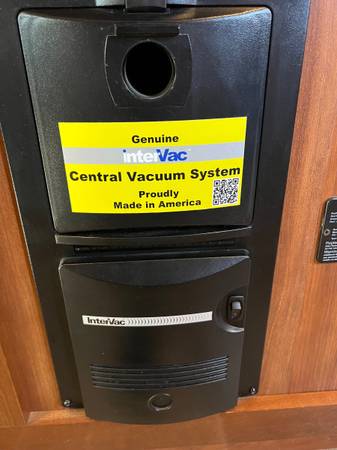 Genuine
InterVac
Central Vacuum System
Proudly
Made in America
InterVac